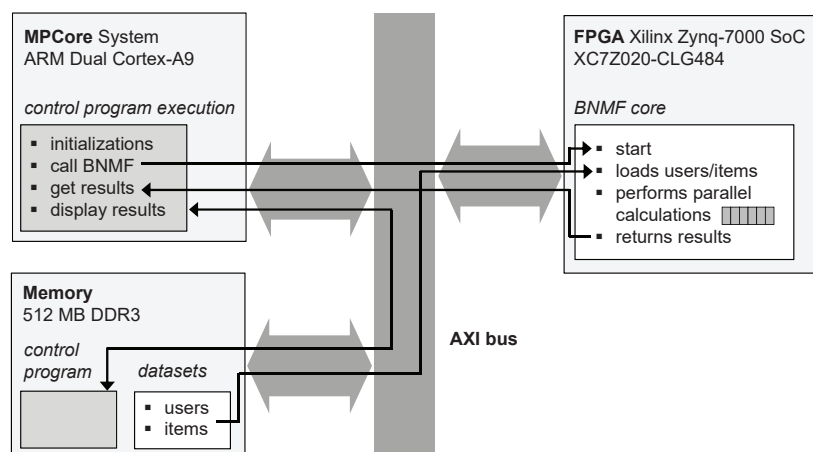 MPCore System
ARM Dual Cortex-A9
control program execution
▪ initializations
▪ call BNMF
▪ get results
▪ display results
FPGA Xilinx Zynq-7000 SoC
XC7Z020-CLG484
BNMF core
▪ start
▪ loads users/items
▪ performs parallel
calculations
▪ returns results
Memory
512 MB DDR3
control
program
datasets
▪ users
▪ items
AXI bus